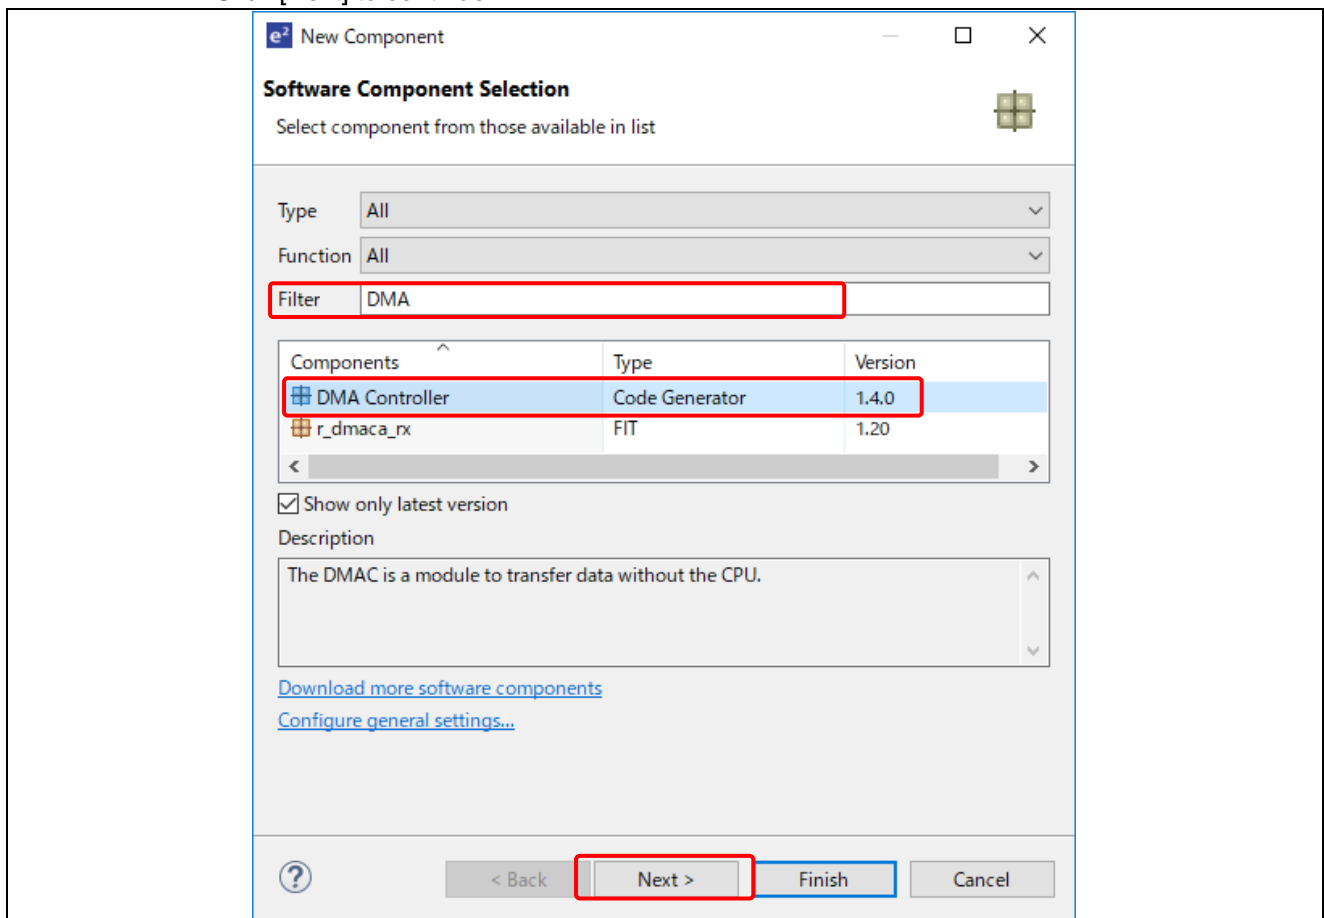 New Component
Software Component Selection
Select component from those available in list
Type All
Function All
Filter DMA
Components Type Version
DMA Controller Code Generator 1.4.0
r_dmaca_rx FIT 1.20
Show only latest version
Description
The DMAC is a module to transfer data without the CPU.
Download more software components
Configure general settings...
< Back Next > Finish Cancel